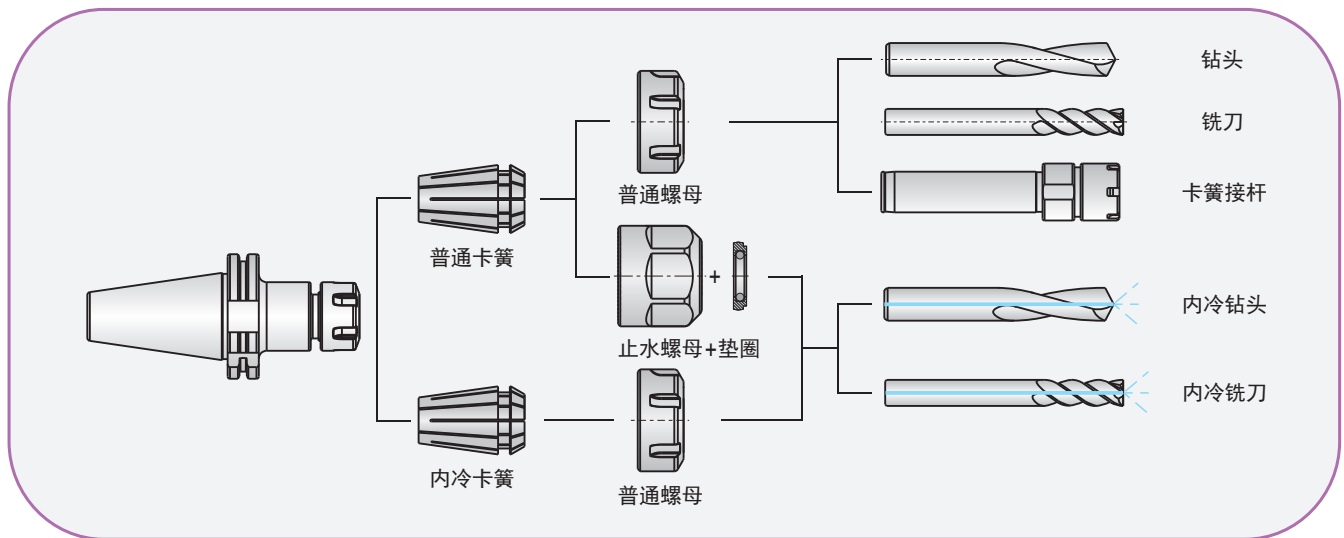 钻头
铣刀
普通螺母
卡簧接杆
普通卡簧
+
内冷钻头
止水螺母+垫圈
内冷铣刀
内冷卡簧
普通螺母